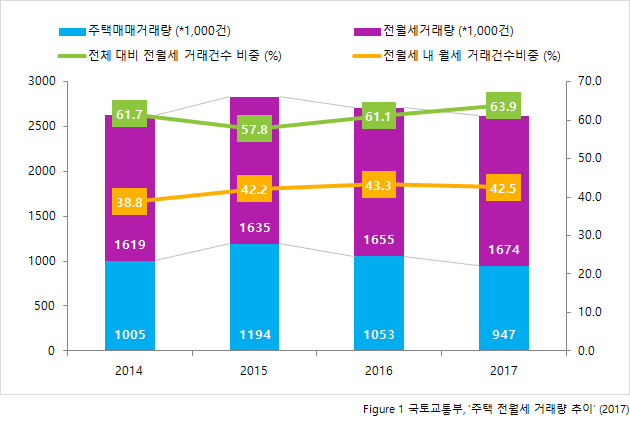 주택매매거래량 (*1,000건) 전월세거래량 (*1,000건)
전체 대비 전월세 거래건수 비중 (%) 전월세 내 월세 거래건수비중 (%)
3000 70.0
2500 60.0
2000 50.0
1500 40.0
1000 30.0
500 20.0
0 10.0
0.0
61.7 57.8 61.1 63.9
38.8 42.2 43.3 42.5
1619 1635 1655 1674
1005 1194 1053 947
2014 2015 2016 2017
Figure 1 국토교통부, '주택 전월세 거래량 추이' (2017)